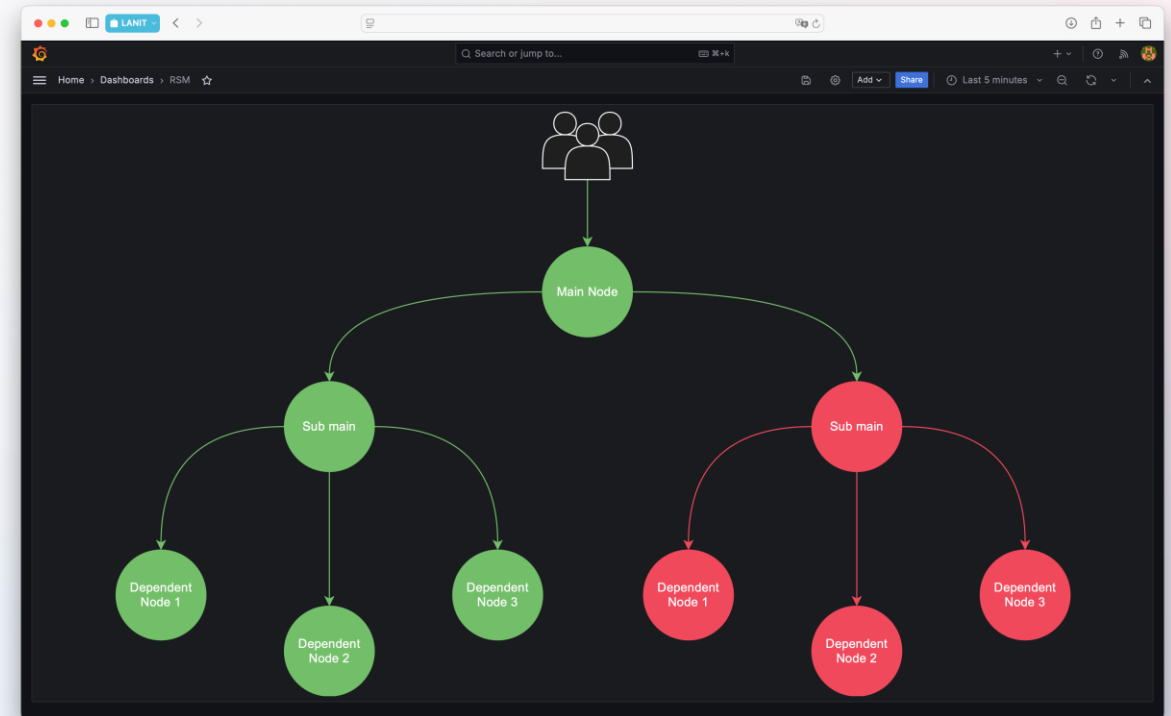 LANIT
Search or jump to... ⌘+k
Home › Dashboards › RSM
Add
Share
Last 5 minutes
Main Node
Sub main
Sub main
Dependent
Node 1
Dependent
Node 3
Dependent
Node 1
Dependent
Node 3
Dependent
Node 2
Dependent
Node 2